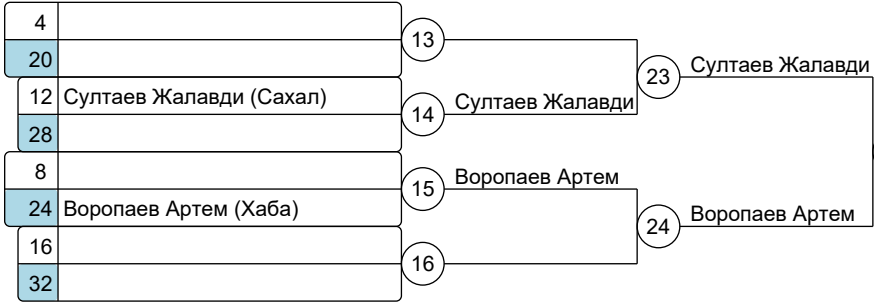 4
13
20
23 Султаев Жалавди
12 Султаев Жалавди (Сахал)
14 Султаев Жалавди
28
8
15 Воропаев Артем
24 Воропаев Артем (Хаба)
24 Воропаев Артем
16
16
32